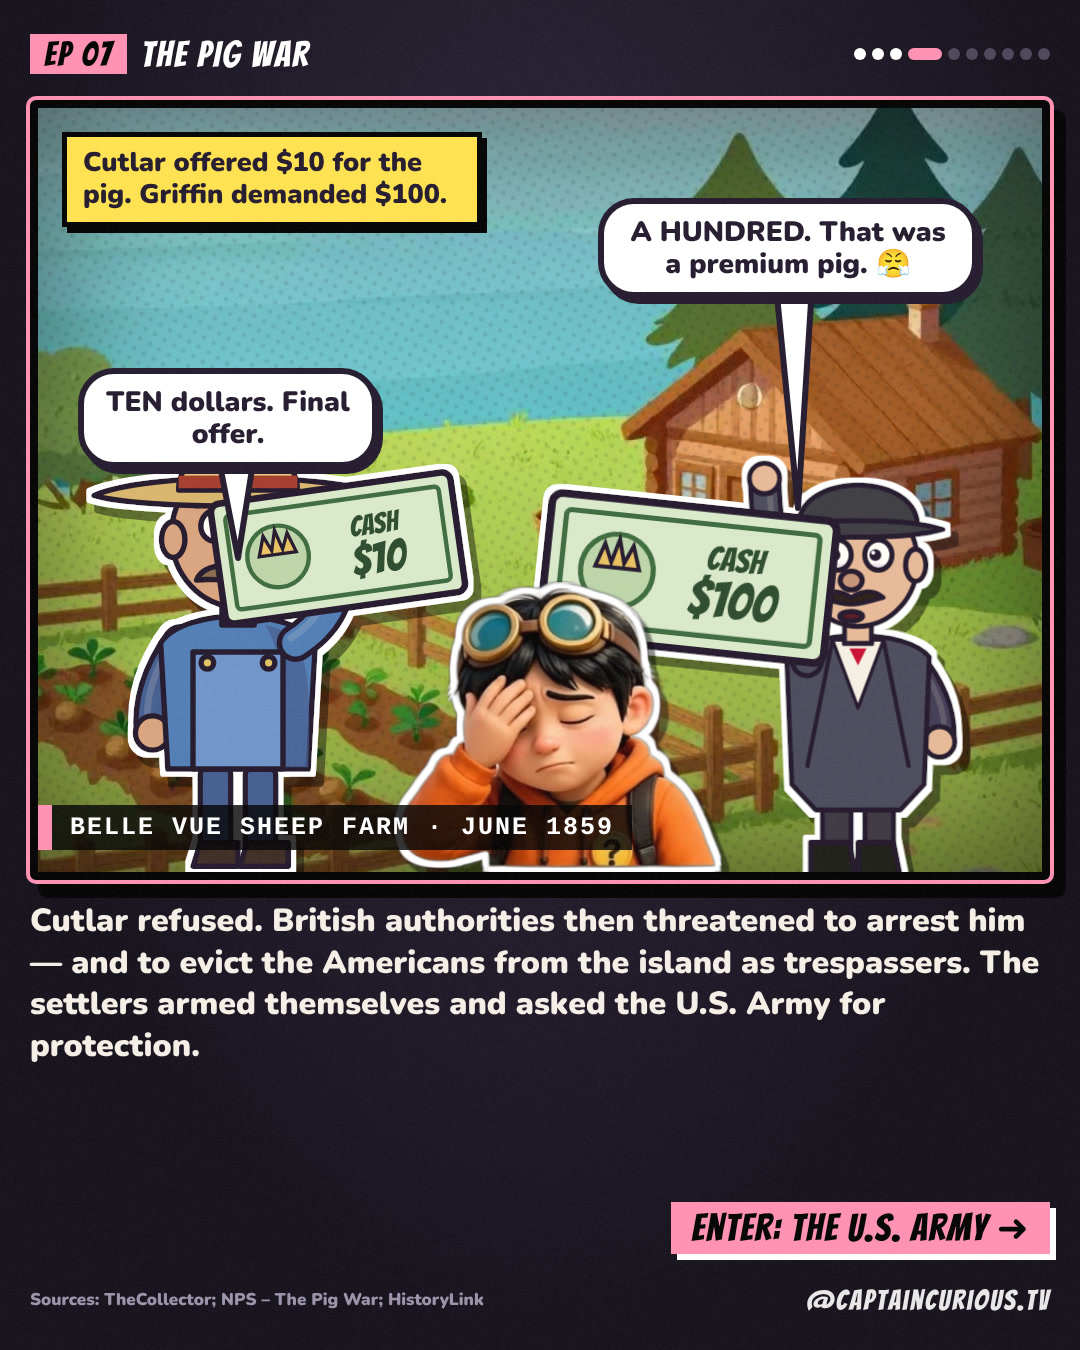 EP 07 THE PIG WAR
Cutlar offered $10 for the
pig. Griffin demanded $100.
A HUNDRED. That was
a premium pig. 😤
TEN dollars. Final
offer.
CASH
$10
CASH
$100
?
BELLE VUE SHEEP FARM · JUNE 1859
Cutlar refused. British authorities then threatened to arrest him
— and to evict the Americans from the island as trespassers. The
settlers armed themselves and asked the U.S. Army for
protection.
ENTER: THE U.S. ARMY →
Sources: TheCollector; NPS – The Pig War; HistoryLink
@CAPTAINCURIOUS.TV